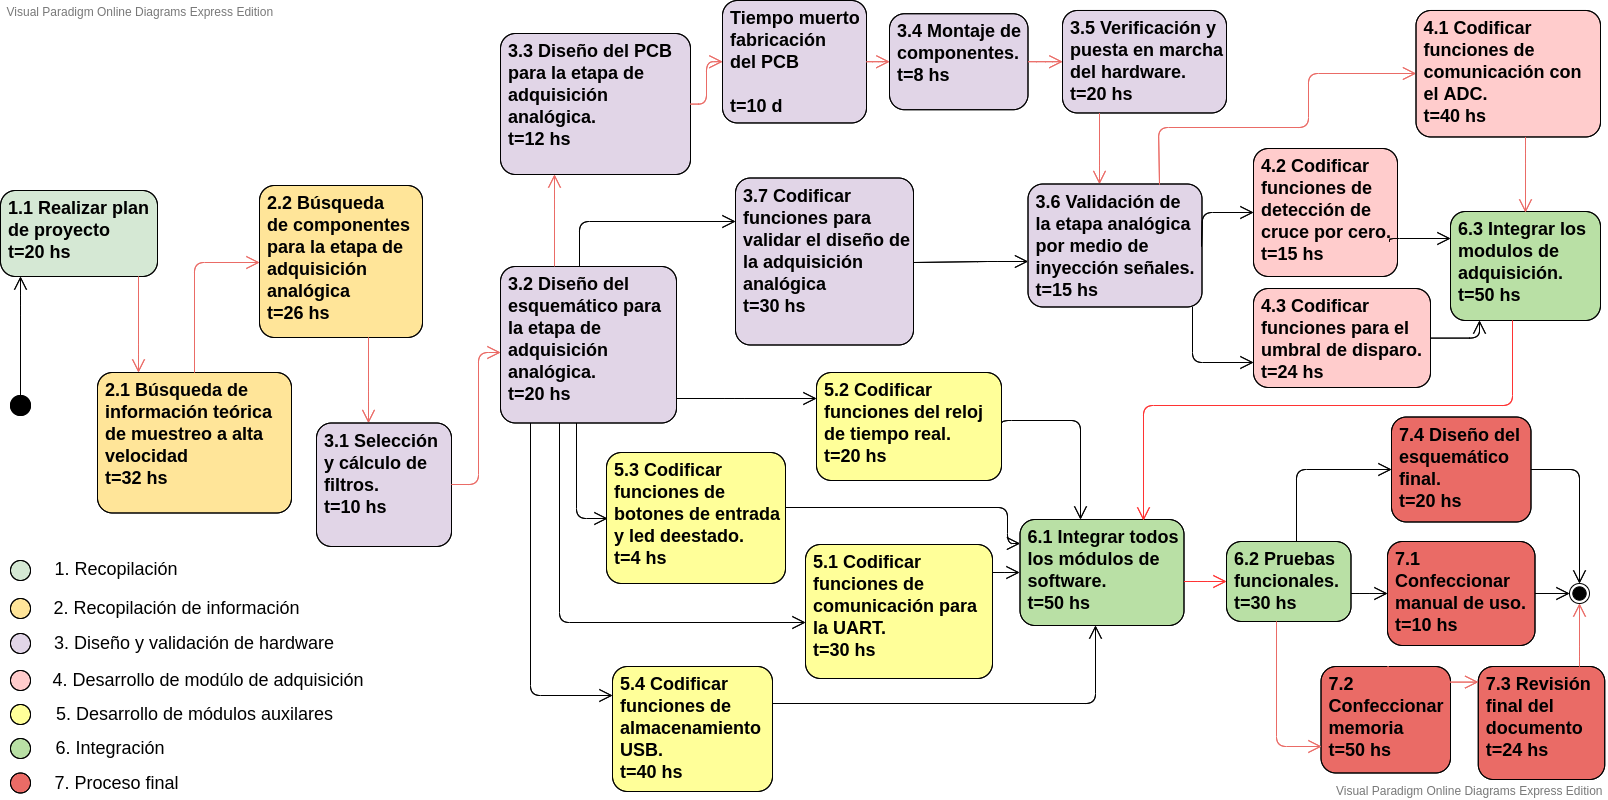 Visual Paradigm Online Diagrams Express Edition
1.1 Realizar plan
de proyecto
t=20 hs
2.1 Búsqueda de
información teórica
de muestreo a alta
velocidad
t=32 hs
2.2 Búsqueda
de componentes
para la etapa de
adquisición
analógica
t=26 hs
3.1 Selección
y cálculo de
filtros.
t=10 hs
3.2 Diseño del
esquemático para
la etapa de
adquisición
analógica.
t=20 hs
3.3 Diseño del PCB
para la etapa de
adquisición
analógica.
t=12 hs
Tiempo muerto
fabricación
del PCB
t=10 d
3.4 Montaje de
componentes.
t=8 hs
3.5 Verificación y
puesta en marcha
del hardware.
t=20 hs
3.7 Codificar
funciones para
validar el diseño de
la adquisición
analógica
t=30 hs
3.6 Validación de
la etapa analógica
por medio de
inyección señales.
t=15 hs
4.1 Codificar
funciones de
comunicación con
el ADC.
t=40 hs
4.2 Codificar
funciones de
detección de
cruce por cero.
t=15 hs
4.3 Codificar
funciones para el
umbral de disparo.
t=24 hs
6.3 Integrar los
modulos de
adquisición.
t=50 hs
5.2 Codificar
funciones del reloj
de tiempo real.
t=20 hs
5.3 Codificar
funciones de
botones de entrada
y led deestado.
t=4 hs
5.1 Codificar
funciones de
comunicación para
la UART.
t=30 hs
5.4 Codificar
funciones de
almacenamiento
USB.
t=40 hs
6.1 Integrar todos
los módulos de
software.
t=50 hs
6.2 Pruebas
funcionales.
t=30 hs
7.4 Diseño del
esquemático
final.
t=20 hs
7.1
Confeccionar
manual de uso.
t=10 hs
7.2
Confeccionar
memoria
t=50 hs
7.3 Revisión
final del
documento
t=24 hs
1. Recopilación
2. Recopilación de información
3. Diseño y validación de hardware
4. Desarrollo de modúlo de adquisición
5. Desarrollo de módulos auxilares
6. Integración
7. Proceso final
Visual Paradigm Online Diagrams Express Edition